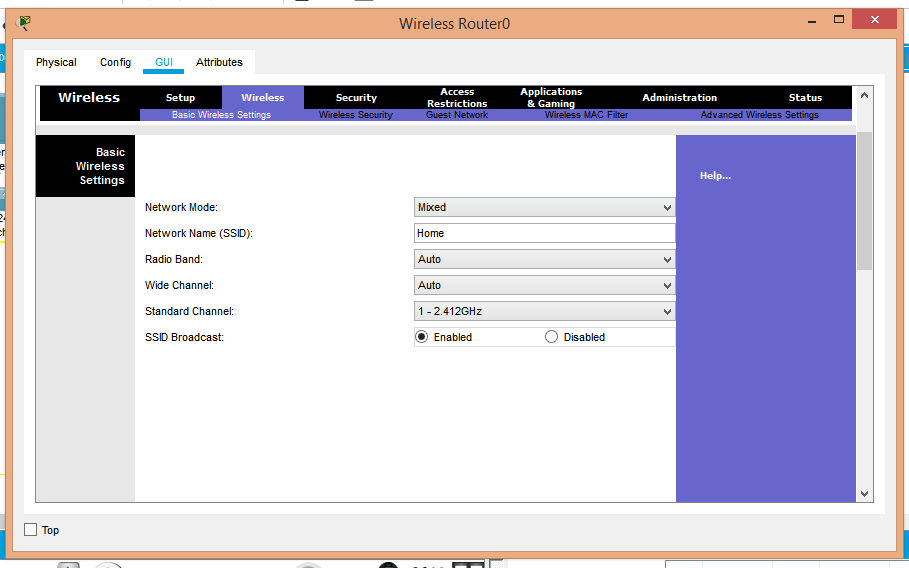 Wireless Router0
Physical Config GUI Attributes
Wireless Setup Wireless Security Access Restrictions Applications & Gaming Administration Status
Basic Wireless Settings Wireless Security Guest Network Wireless MAC Filter Advanced Wireless Settings
Basic
Wireless
Settings
Help...
Network Mode: Mixed
Network Name (SSID): Home
Radio Band: Auto
Wide Channel: Auto
Standard Channel: 1 - 2.412GHz
SSID Broadcast: Enabled Disabled
Top